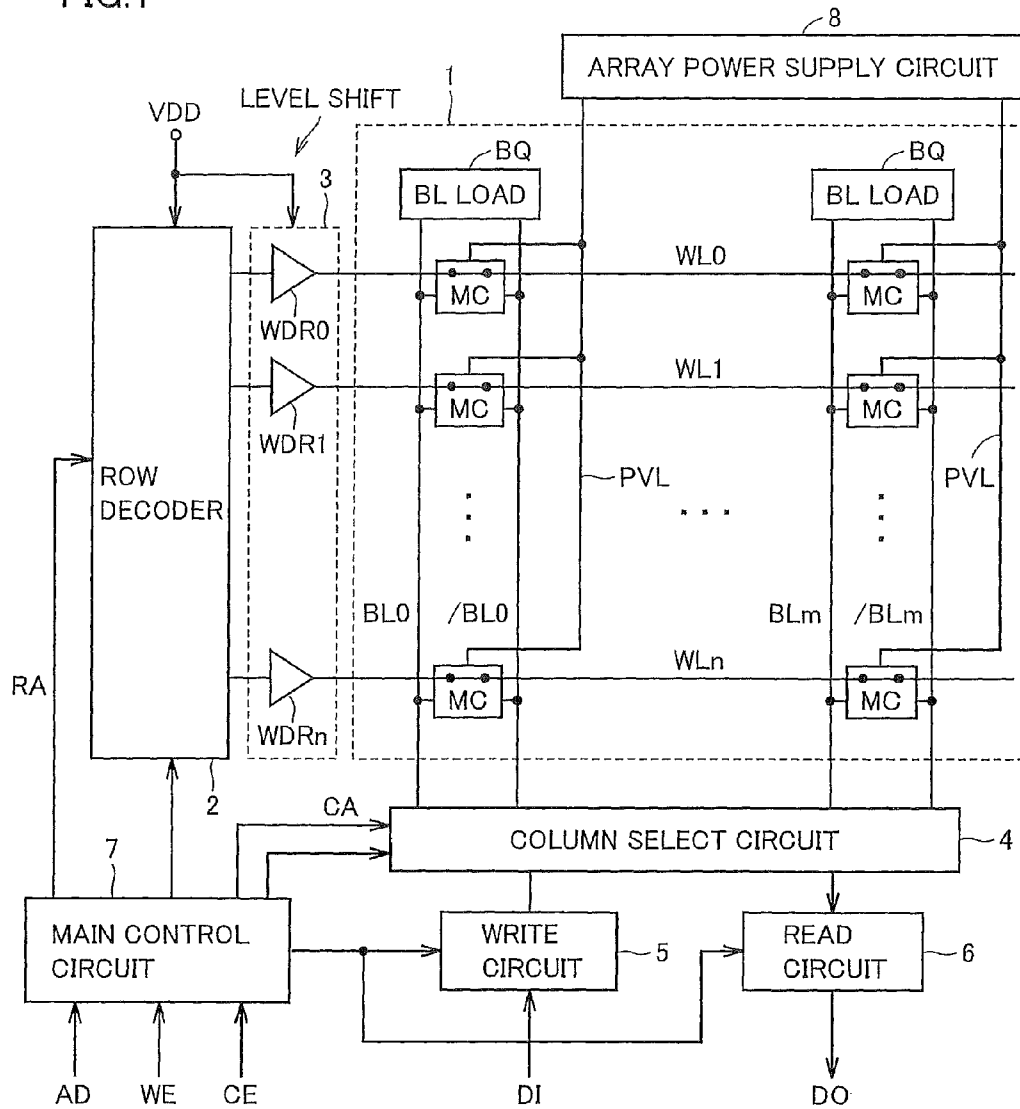 FIG.1
8
ARRAY POWER SUPPLY CIRCUIT
LEVEL SHIFT
1
VDD
BQ
BQ
3
BL LOAD
BL LOAD
WL0
MC
MC
WDR0
WL1
MC
MC
WDR1
ROW
DECODER
PVL
PVL
BL0
/BL0
BLm
/BLm
WLn
RA
MC
MC
WDRn
2
CA
7
COLUMN SELECT CIRCUIT
4
MAIN CONTROL
CIRCUIT
WRITE
CIRCUIT
5
READ
CIRCUIT
6
AD
WE
CE
DI
DO